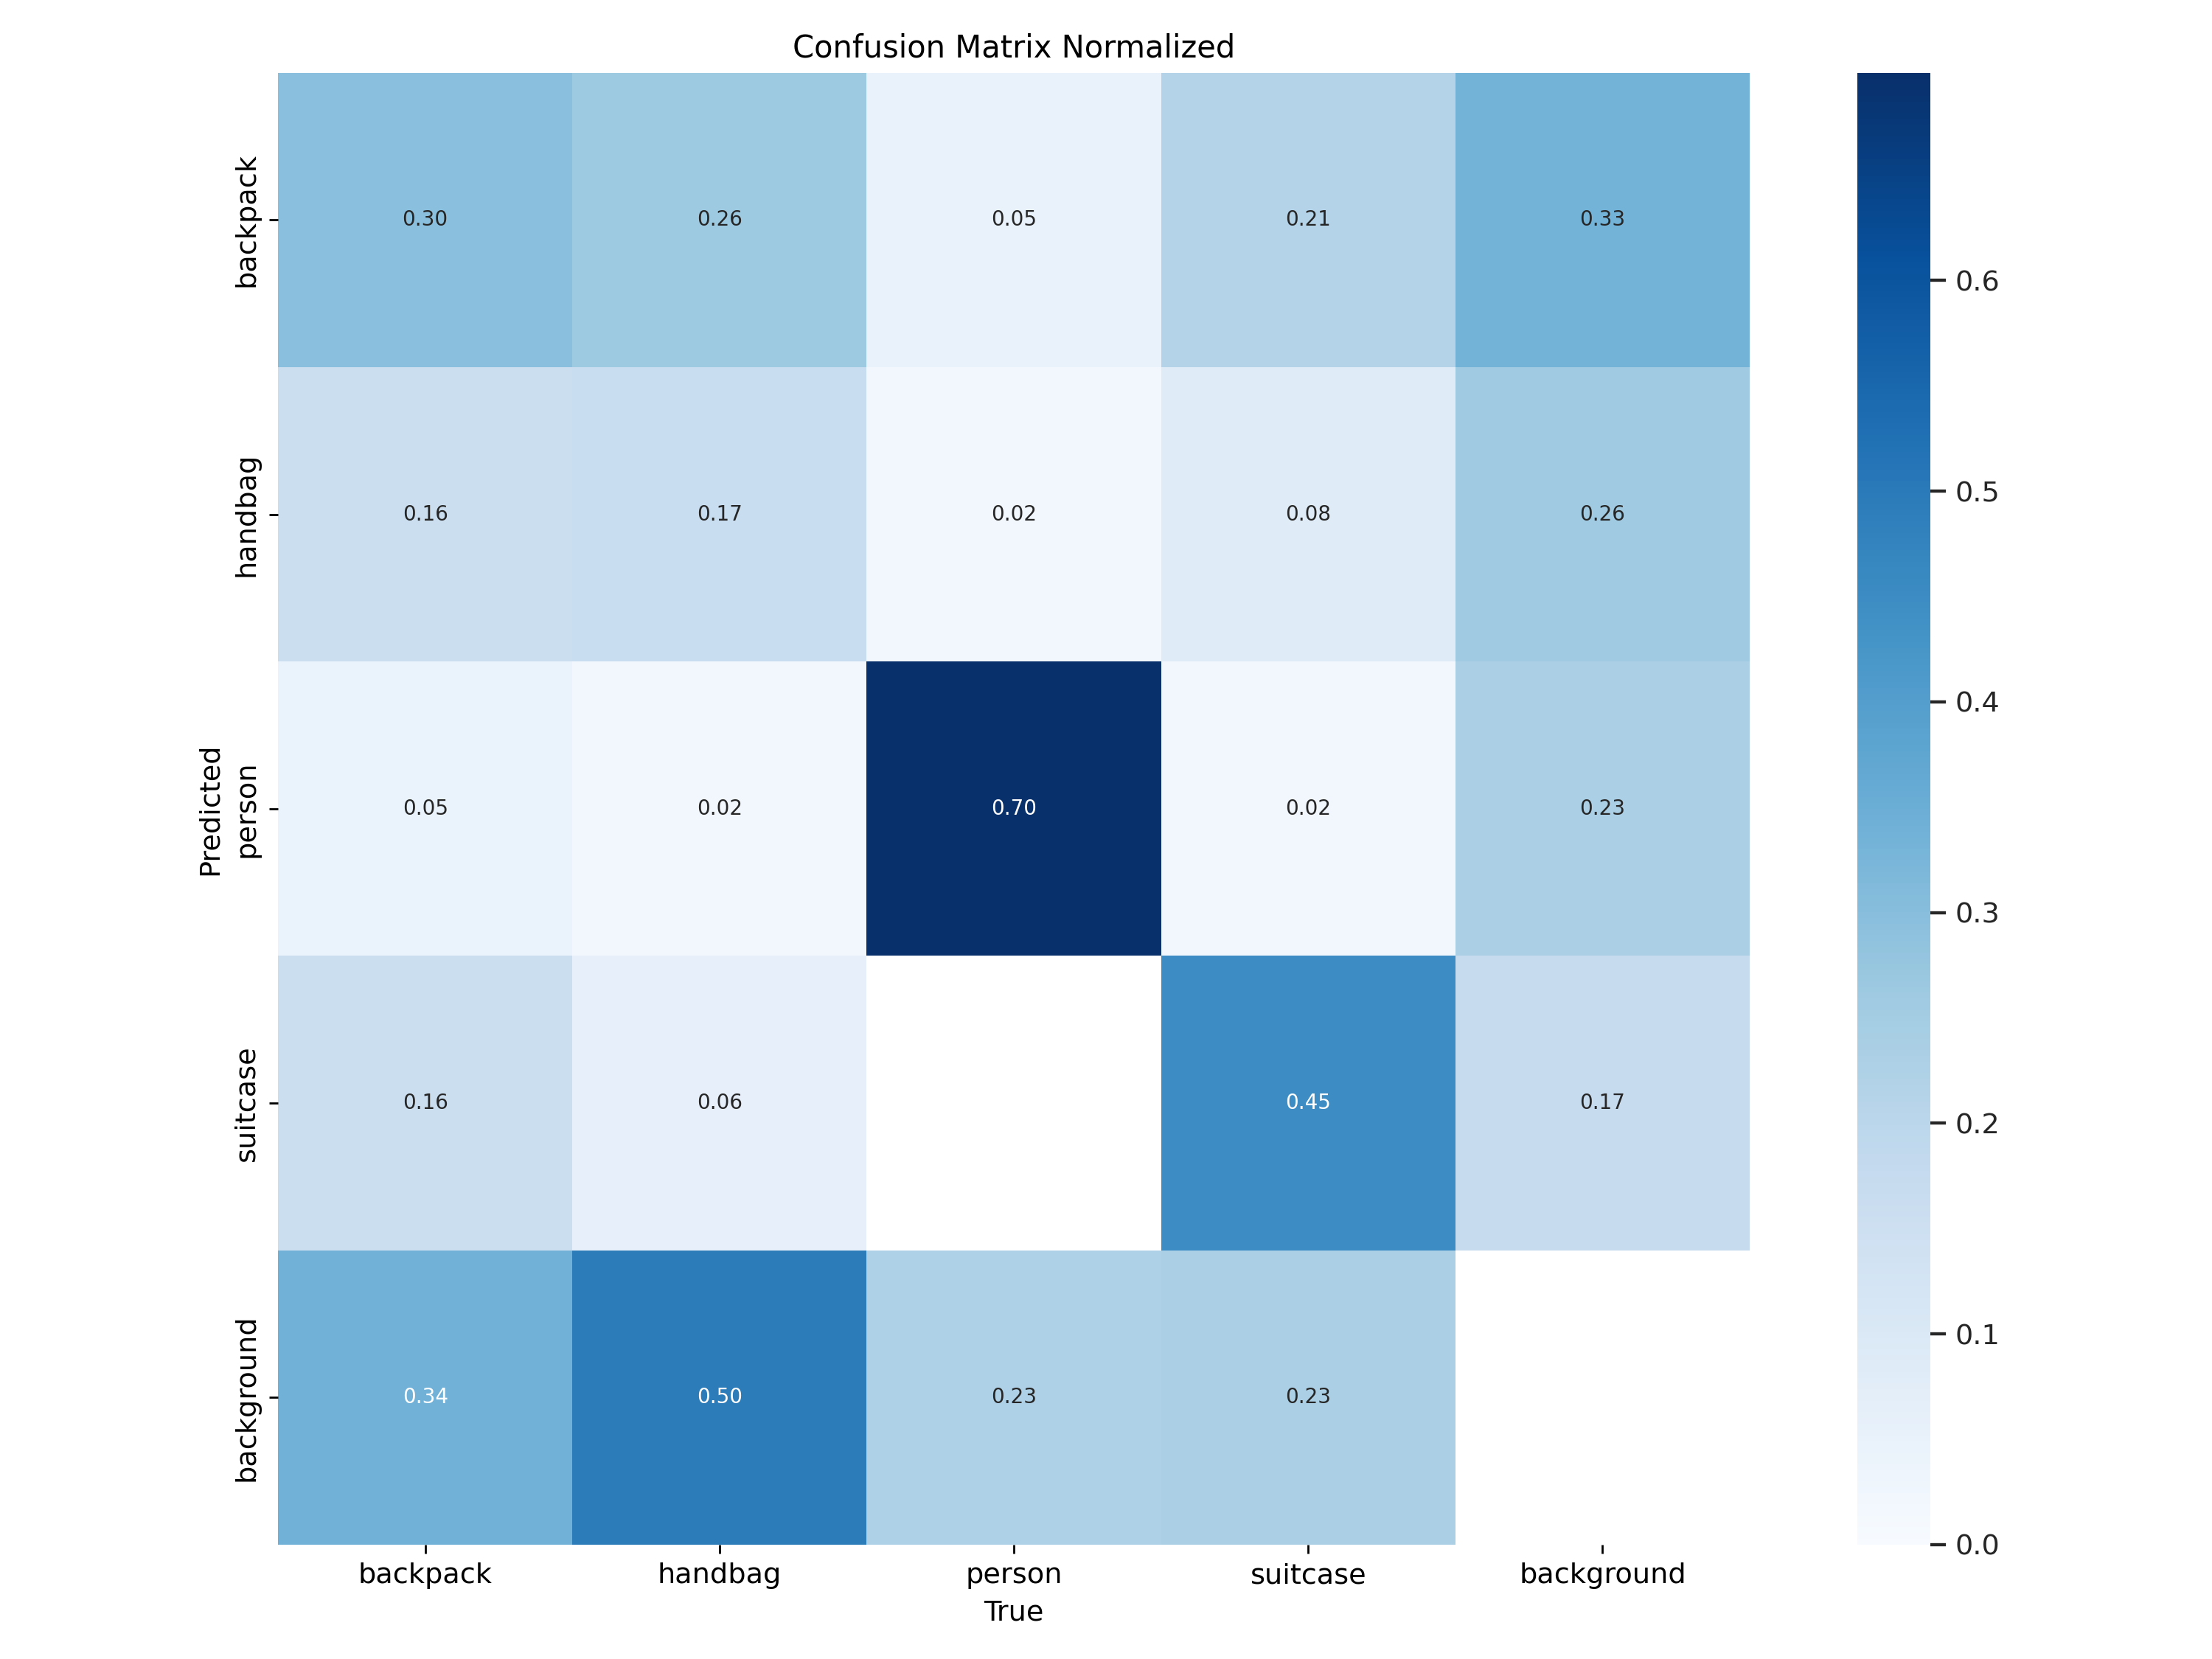 Confusion Matrix Normalized
backpack
0.30 0.26 0.05 0.21 0.33
handbag
0.16 0.17 0.02 0.08 0.26
Predicted
person
0.05 0.02 0.70 0.02 0.23
suitcase
0.16 0.06 0.45 0.17
background
0.34 0.50 0.23 0.23
backpack handbag person suitcase background
True
0.6
0.5
0.4
0.3
0.2
0.1
0.0